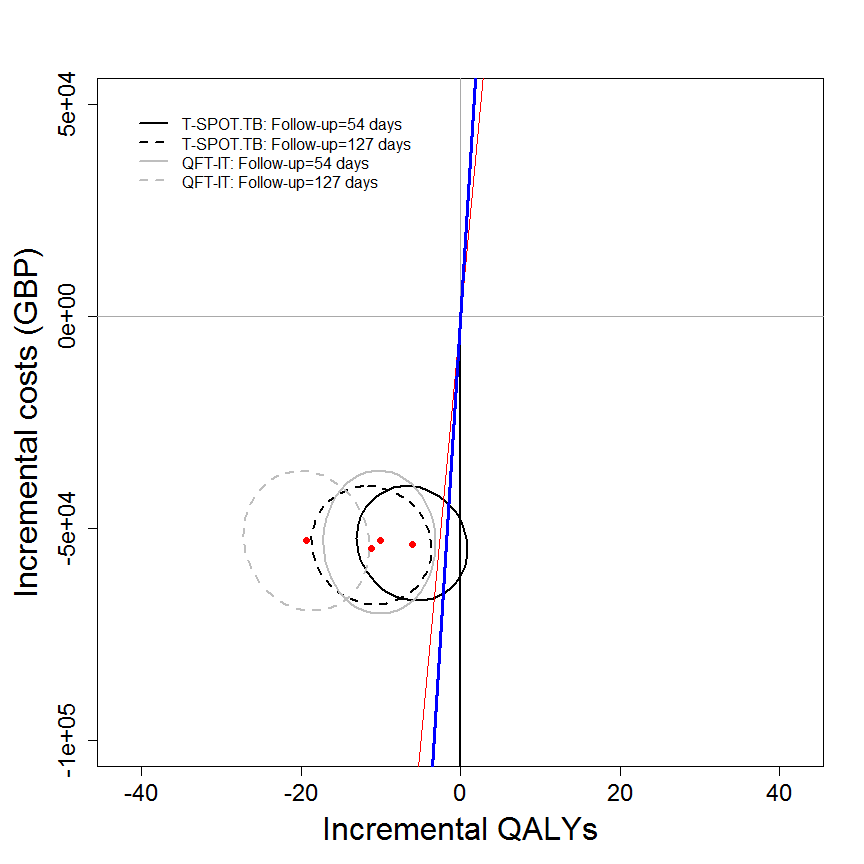 T-SPOT.TB: Follow-up=54 days
T-SPOT.TB: Follow-up=127 days
QFT-IT: Follow-up=54 days
QFT-IT: Follow-up=127 days
Incremental costs (GBP)
5e+04
0e+00
-5e+04
-1e+05
-40 -20 0 20 40
Incremental QALYs